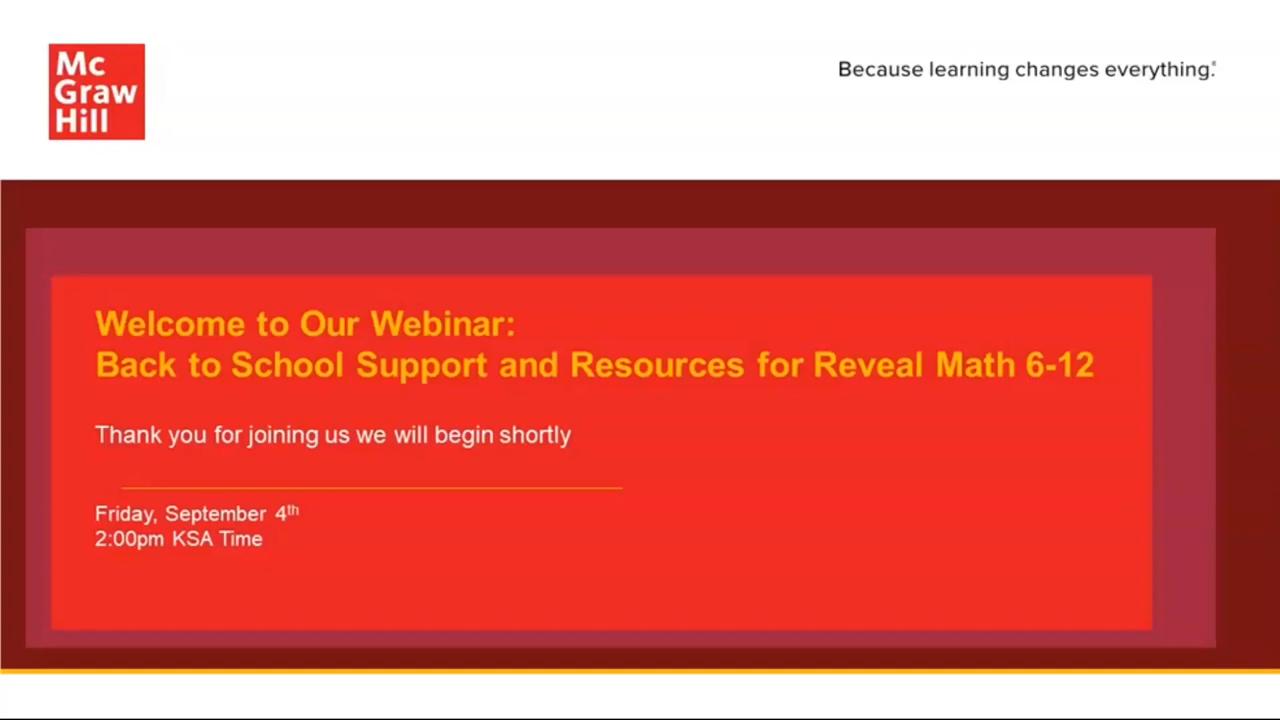 Mc
Graw
Hill
Because learning changes everything.®
Welcome to Our Webinar:
Back to School Support and Resources for Reveal Math 6-12
Thank you for joining us we will begin shortly
Friday, September 4th
2:00pm KSA Time